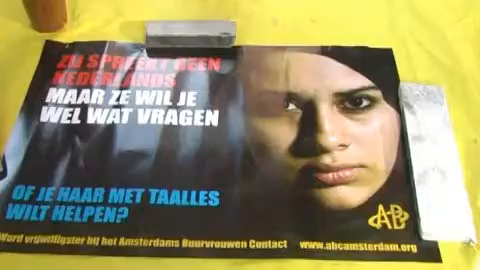 ZIJ SPREEKT GEEN
NEDERLANDS
MAAR ZE WIL JE
WEL WAT VRAGEN
OF JE HAAR MET TAALLES
WILT HELPEN?
AB
Word vrijwilligster bij het Amsterdams Buurvrouwen Contact www.abcamsterdam.org